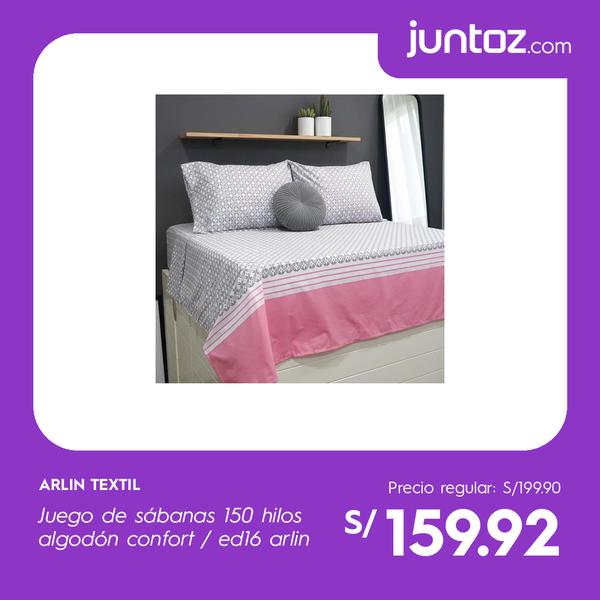 juntoz.com
ARLIN TEXTIL
Juego de sábanas 150 hilos
algodón confort / ed16 arlin
Precio regular: S/199.90
S/159.92